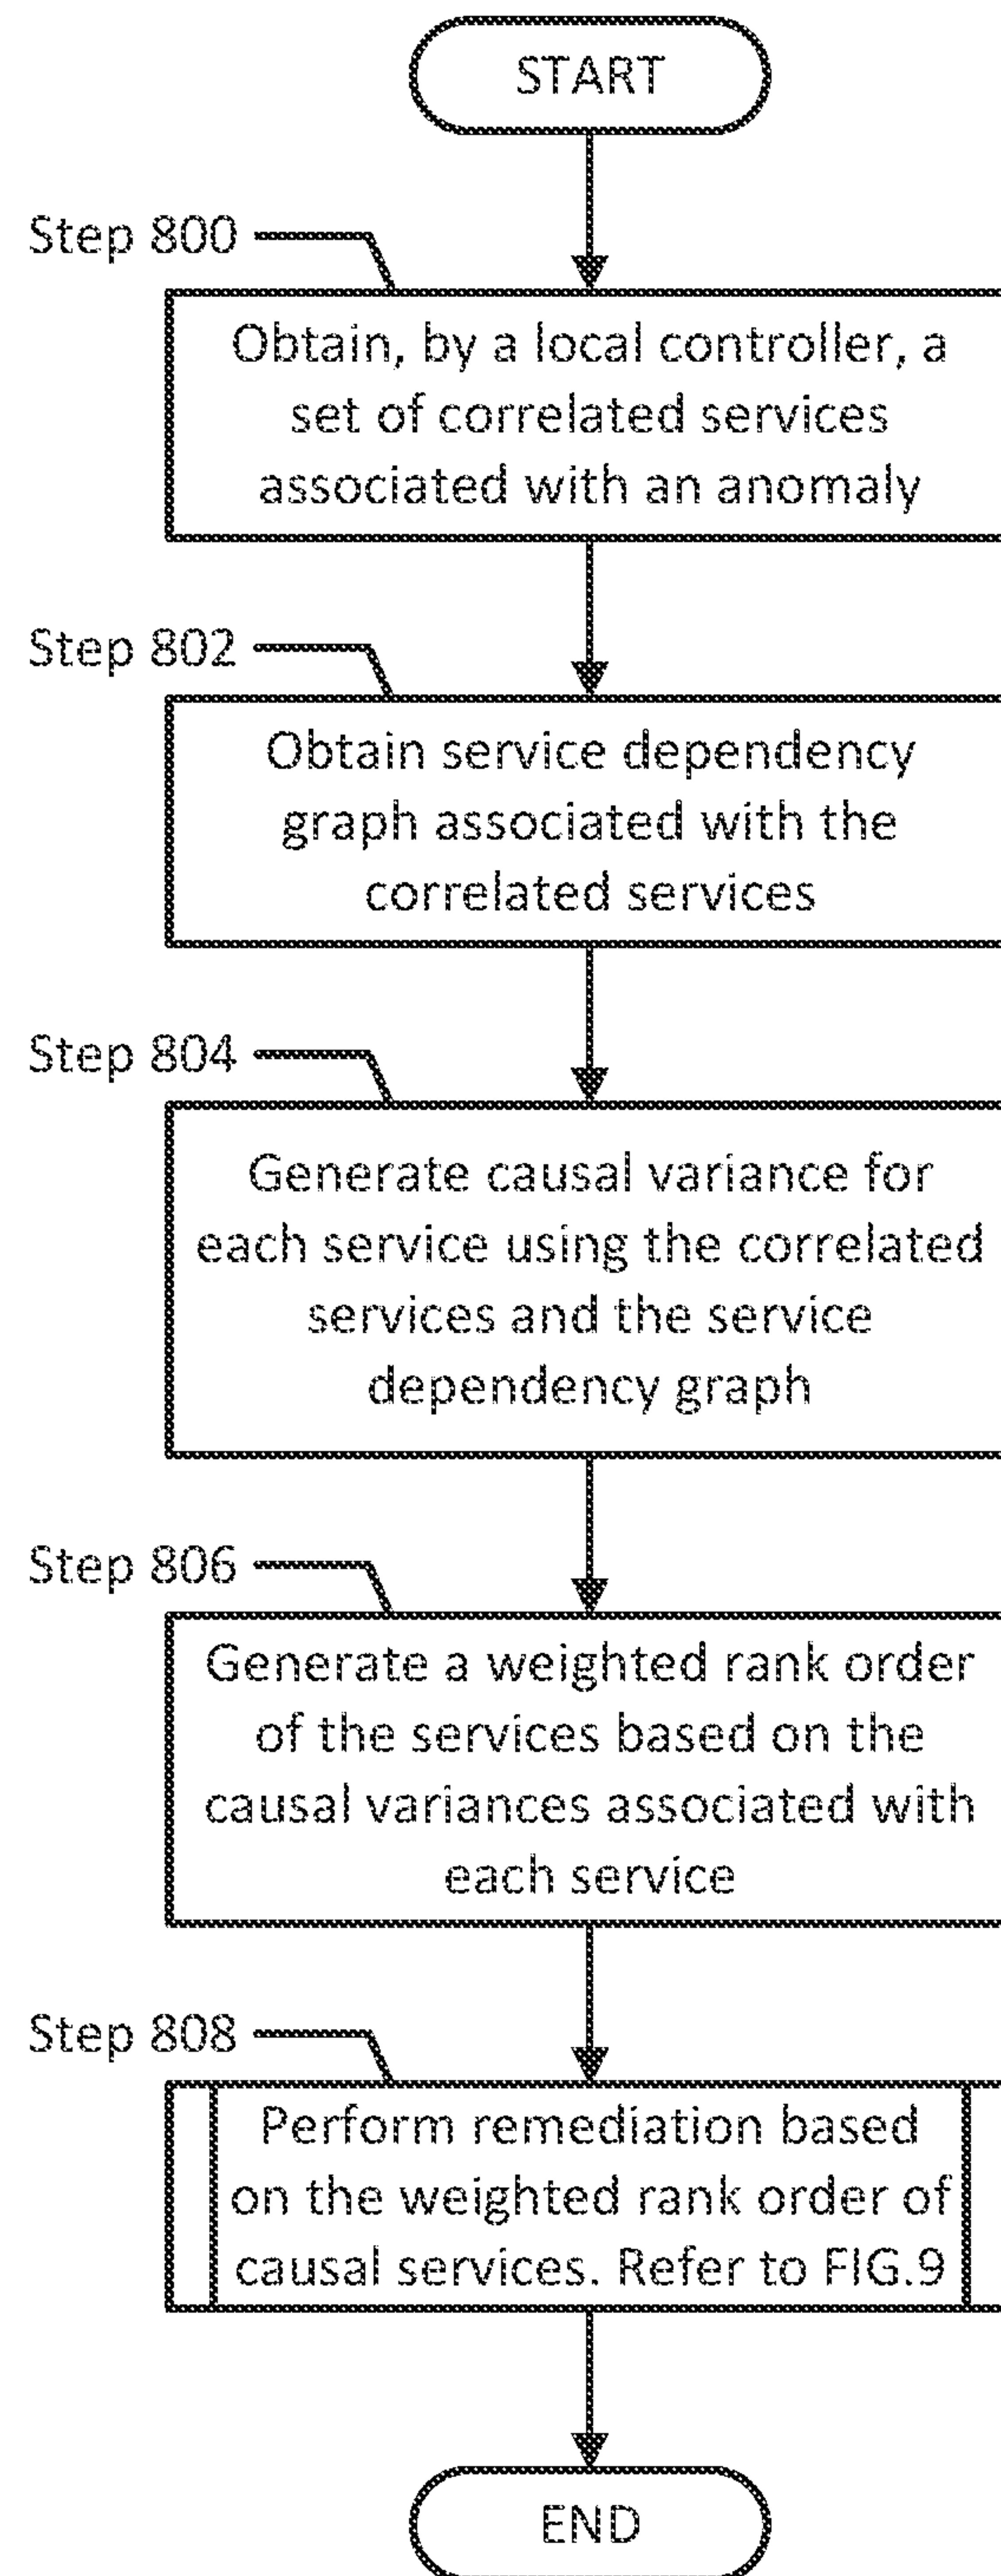 START
Step 800
Obtain, by a local controller, a
set of correlated services
associated with an anomaly
Step 802
Obtain service dependency
graph associated with the
correlated services
Step 804
Generate causal variance for
each service using the correlated
services and the service
dependency graph
Step 806
Generate a weighted rank order
of the services based on the
causal variances associated with
each service
Step 808
Perform remediation based
on the weighted rank order of
causal services. Refer to FIG.9
END